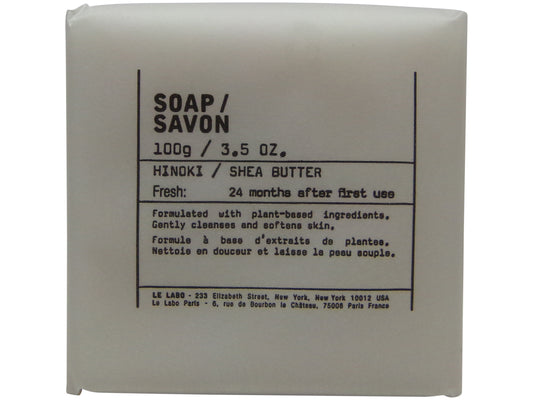 SOAP /
SAVON
100g / 3.5 OZ.
HINOKI / SHEA BUTTER
Fresh: 24 months after first use
Formulated with plant-based ingredients.
Gently cleanses and softens skin.
Formule à base d'extraits de plantes.
Nettoie en douceur et laisse la peau souple.
LE LABO - 233 Elizabeth Street, New York, New York 10012 USA
Le Labo Paris - 6, rue de Bourbon le Château, 75006 Paris France